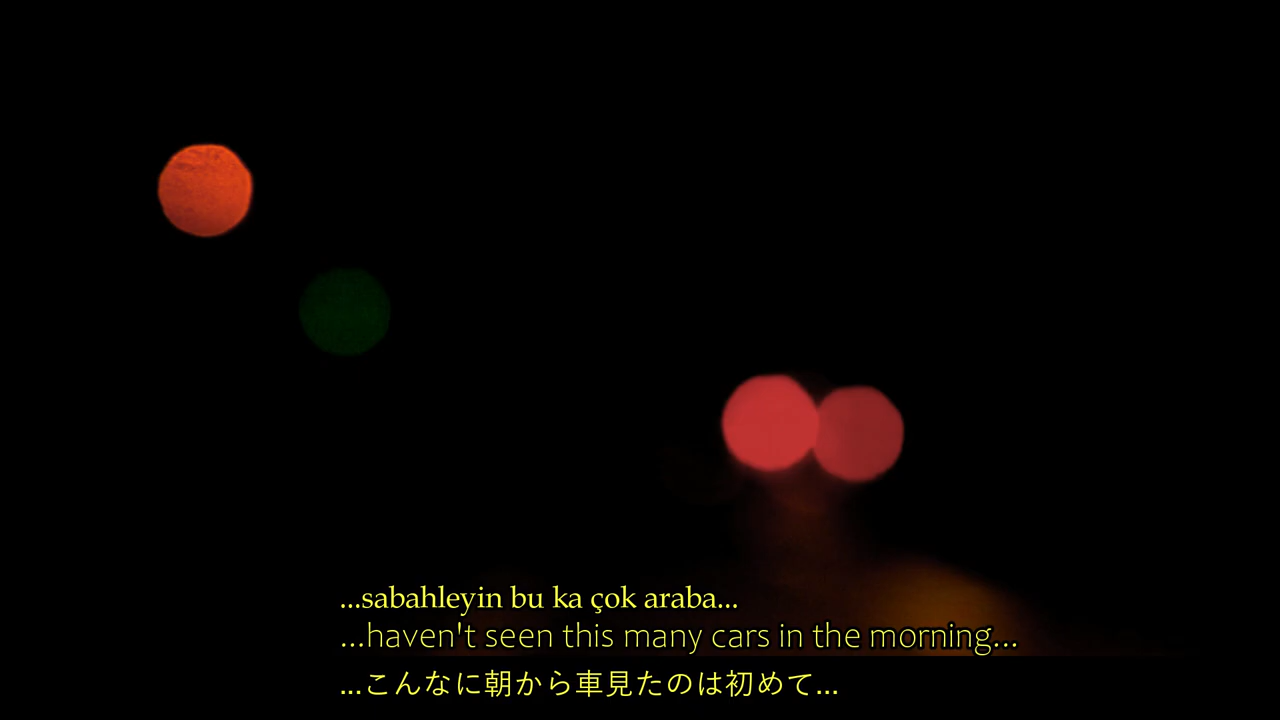 ...sabahleyin bu ka çok araba...
...haven't seen this many cars in the morning...
...こんなに朝から車見たのは初めて...